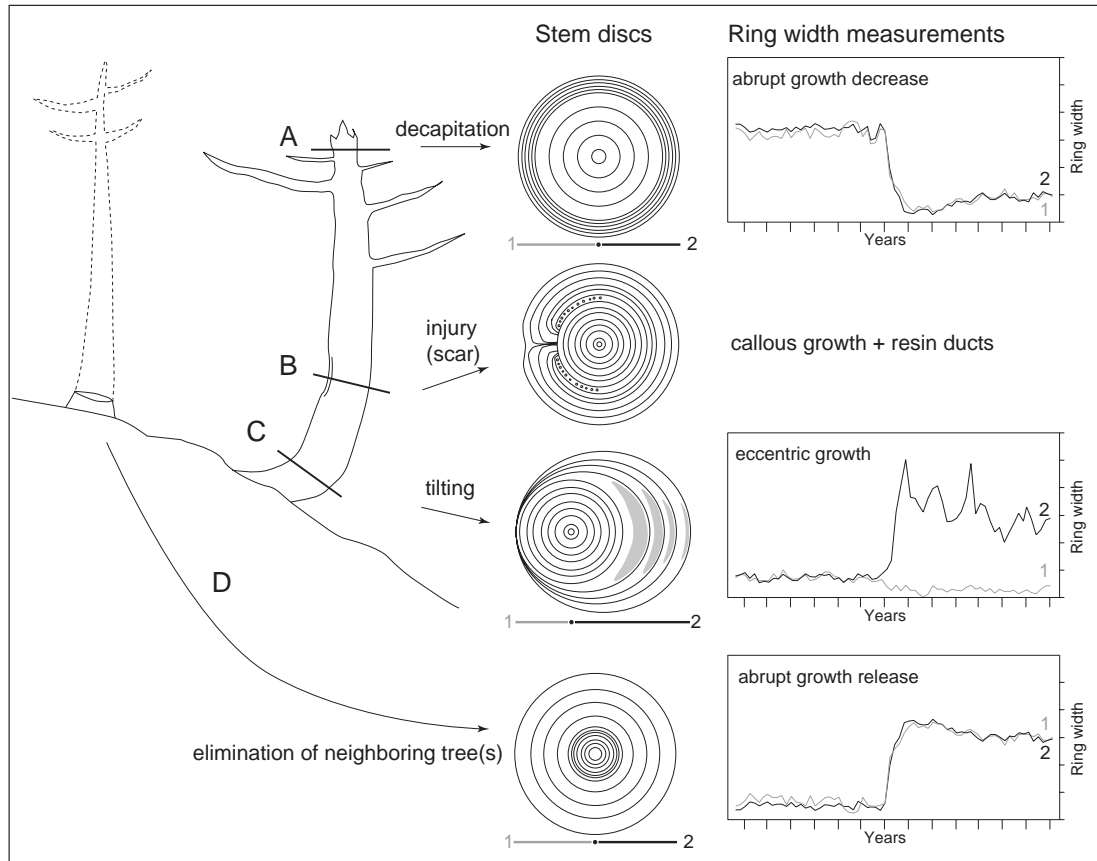 Stem discs
Ring width measurements
A
decapitation
1
2
abrupt growth decrease
2
1
Ring width
Years
B
injury
(scar)
callous growth + resin ducts
C
tilting
1
2
eccentric growth
2
1
Ring width
Years
D
elimination of neighboring tree(s)
1
2
abrupt growth release
1
2
Ring width
Years